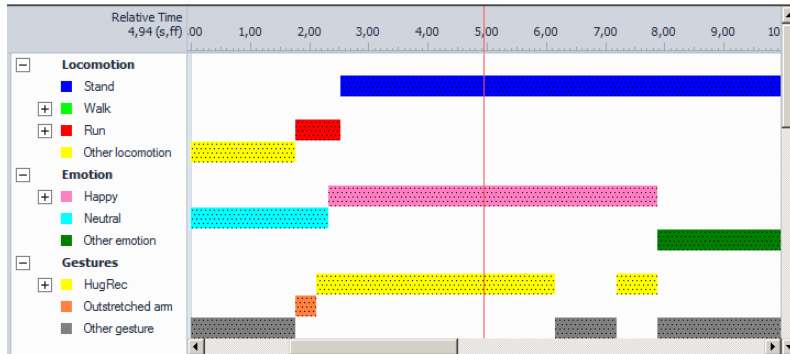 Relative Time
4,94 (s,ff)
.00 1,00 2,00 3,00 4,00 5,00 6,00 7,00 8,00 9,00 10
Locomotion
Stand
Walk
Run
Other locomotion
Emotion
Happy
Neutral
Other emotion
Gestures
HugRec
Outstretched arm
Other gesture